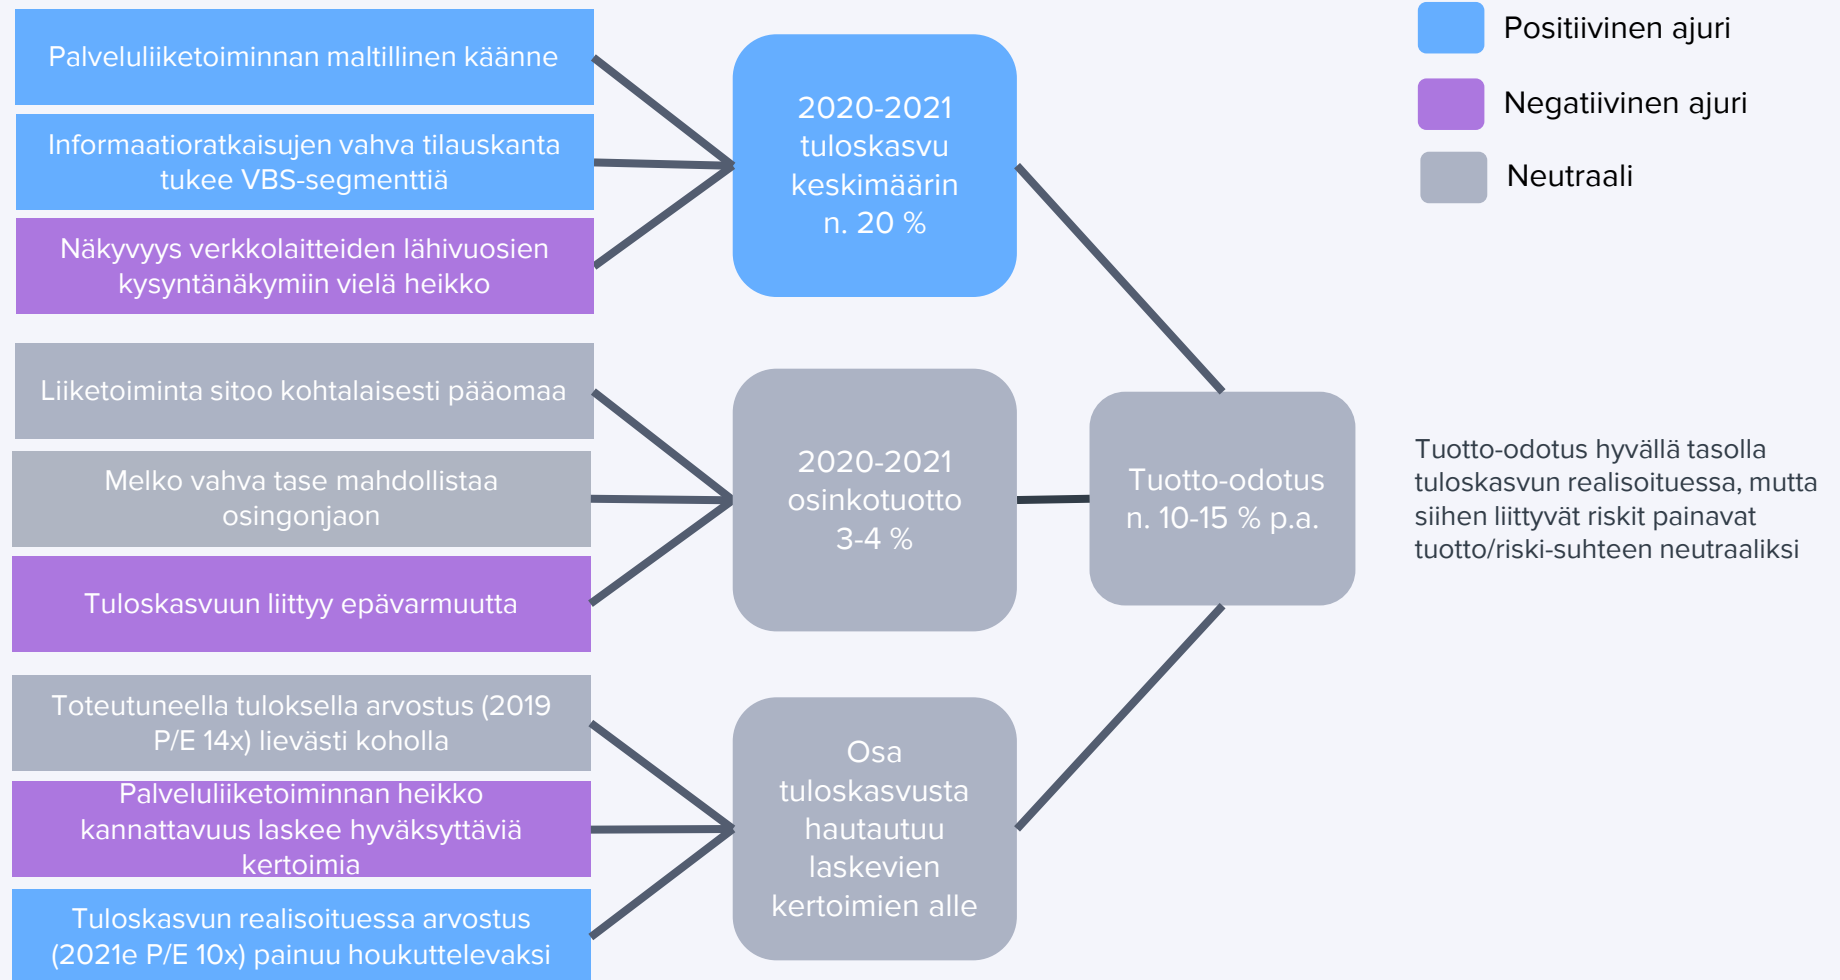 Palveluliiketoiminnan maltillinen käänne
Informaatioratkaisujen vahva tilauskanta
tukee VBS-segmenttiä
Näkyvyys verkkolaitteiden lähivuosien
kysyntänäkymiin vielä heikko
2020-2021
tuloskasvu
keskimäärin
n. 20 %
Liiketoiminta sitoo kohtalaisesti pääomaa
Melko vahva tase mahdollistaa
osingonjaon
Tuloskasvuun liittyy epävarmuutta
2020-2021
osinkotuotto
3-4 %
Toteutuneella tuloksella arvostus (2019
P/E 14x) lievästi koholla
Palveluliiketoiminnan heikko
kannattavuus laskee hyväksyttäviä
kertoimia
Tuloskasvun realisoituessa arvostus
(2021e P/E 10x) painuu houkuttelevaksi
Osa
tuloskasvusta
hautautuu
laskevien
kertoimien alle
Tuotto-odotus
n. 10-15 % p.a.
Positiivinen ajuri
Negatiivinen ajuri
Neutraali
Tuotto-odotus hyvällä tasolla
tuloskasvun realisoituessa, mutta
siihen liittyvät riskit painavat
tuotto/riski-suhteen neutraaliksi